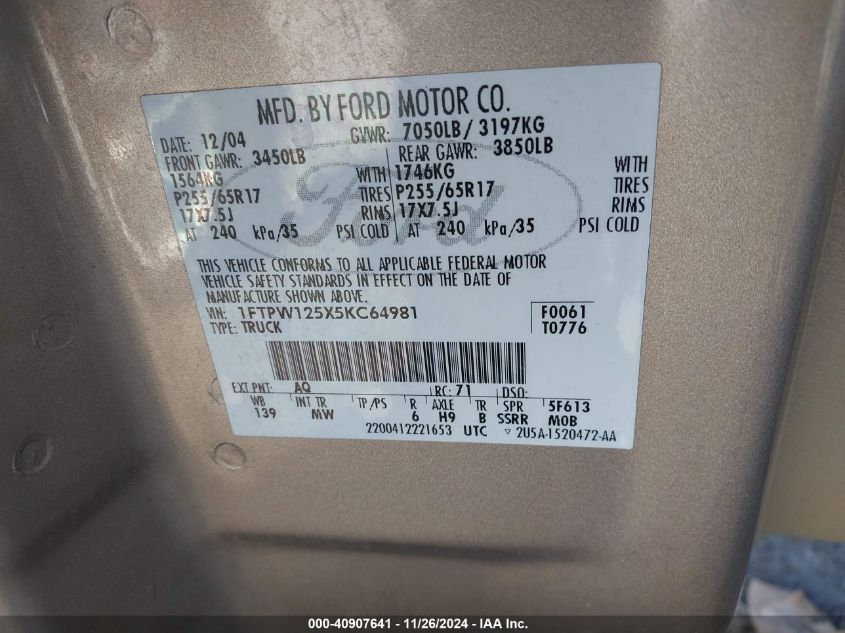 MFD. BY FORD MOTOR CO.
DATE: 12/04 GVWR: 7050LB/ 3197KG
FRONT GAWR: 3450LB REAR GAWR: 3850LB
1564KG WITH 1746KG WITH
P255/65R17 TIRES P255/65R17 TIRES
17X7.5J RIMS 17X7.5J RIMS
AT 240 kPa/35 PSI COLD AT 240 kPa/35 PSI COLD
Ford
THIS VEHICLE CONFORMS TO ALL APPLICABLE FEDERAL MOTOR
VEHICLE SAFETY STANDARDS IN EFFECT ON THE DATE OF
MANUFACTURE SHOWN ABOVE.
VIN: 1FTPW125X5KC64981 F0061
TYPE: TRUCK T0776
EXT PNT: AQ RC: 71 DSO:
WB INT TR TP/PS R AXLE TR SPR 5F613
139 MW 6 H9 B SSRR MOB
2200412221653 UTC ▽ 2U5A-1520472-AA
000-40907641 - 11/26/2024 - IAA Inc.